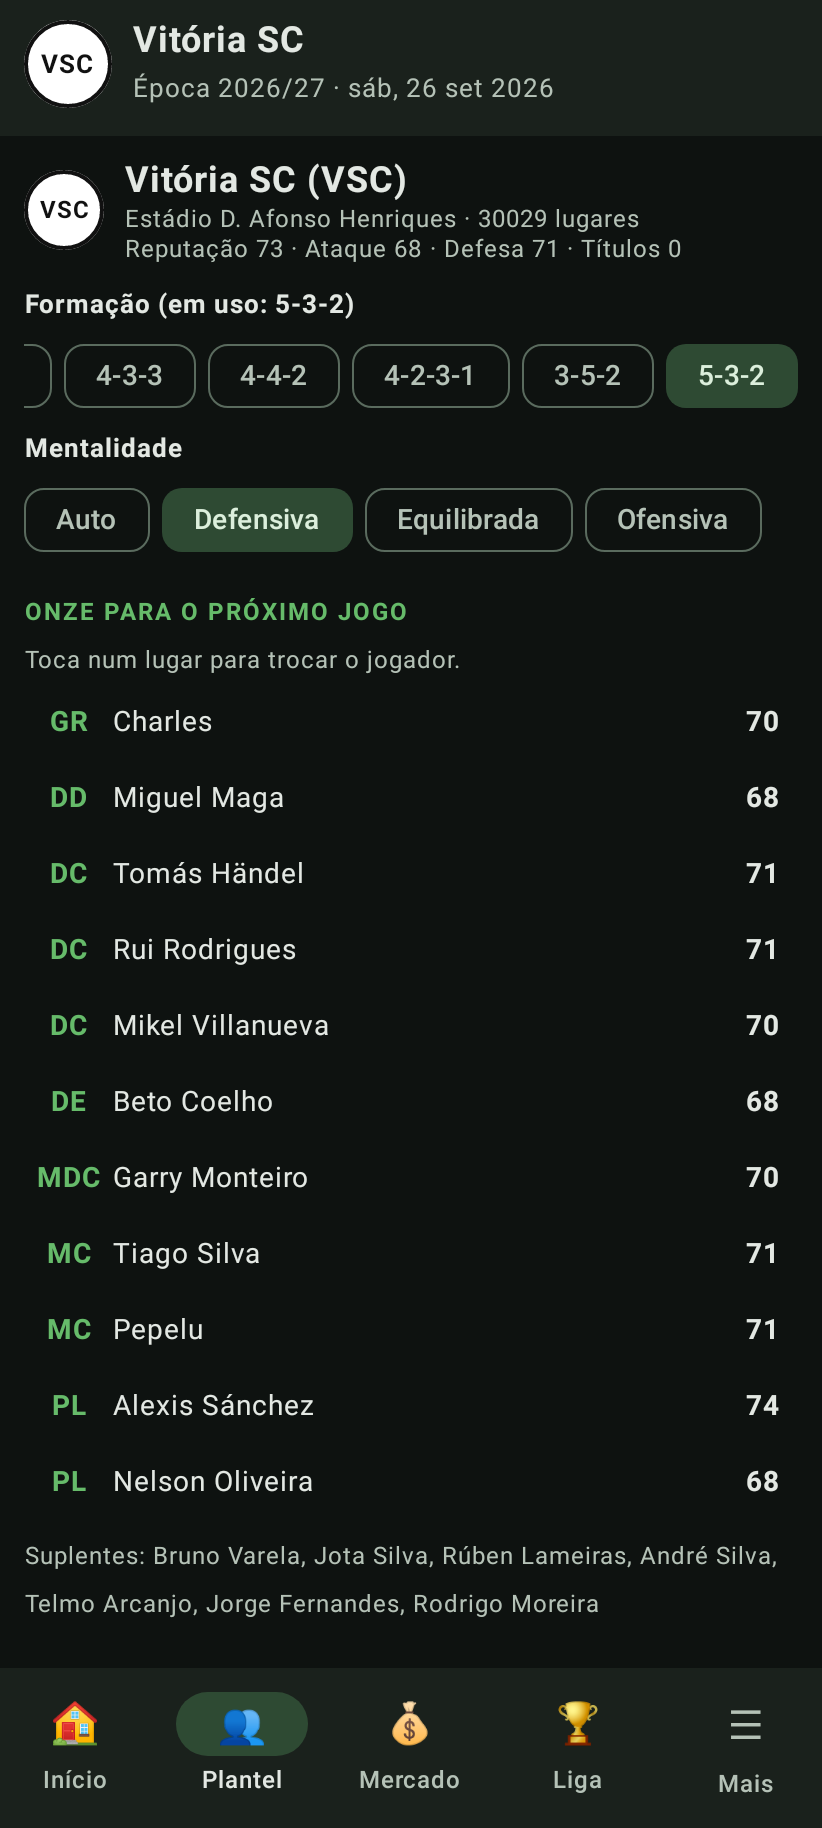 VSC
Vitória SC
Época 2026/27 · sáb, 26 set 2026
VSC
Vitória SC (VSC)
Estádio D. Afonso Henriques · 30029 lugares
Reputação 73 · Ataque 68 · Defesa 71 · Títulos 0
Formação (em uso: 5-3-2)
4-3-3 4-4-2 4-2-3-1 3-5-2 5-3-2
Mentalidade
Auto Defensiva Equilibrada Ofensiva
ONZE PARA O PRÓXIMO JOGO
Toca num lugar para trocar o jogador.
GR Charles 70
DD Miguel Maga 68
DC Tomás Händel 71
DC Rui Rodrigues 71
DC Mikel Villanueva 70
DE Beto Coelho 68
MDC Garry Monteiro 70
MC Tiago Silva 71
MC Pepelu 71
PL Alexis Sánchez 74
PL Nelson Oliveira 68
Suplentes: Bruno Varela, Jota Silva, Rúben Lameiras, André Silva,
Telmo Arcanjo, Jorge Fernandes, Rodrigo Moreira
Início Plantel Mercado Liga Mais